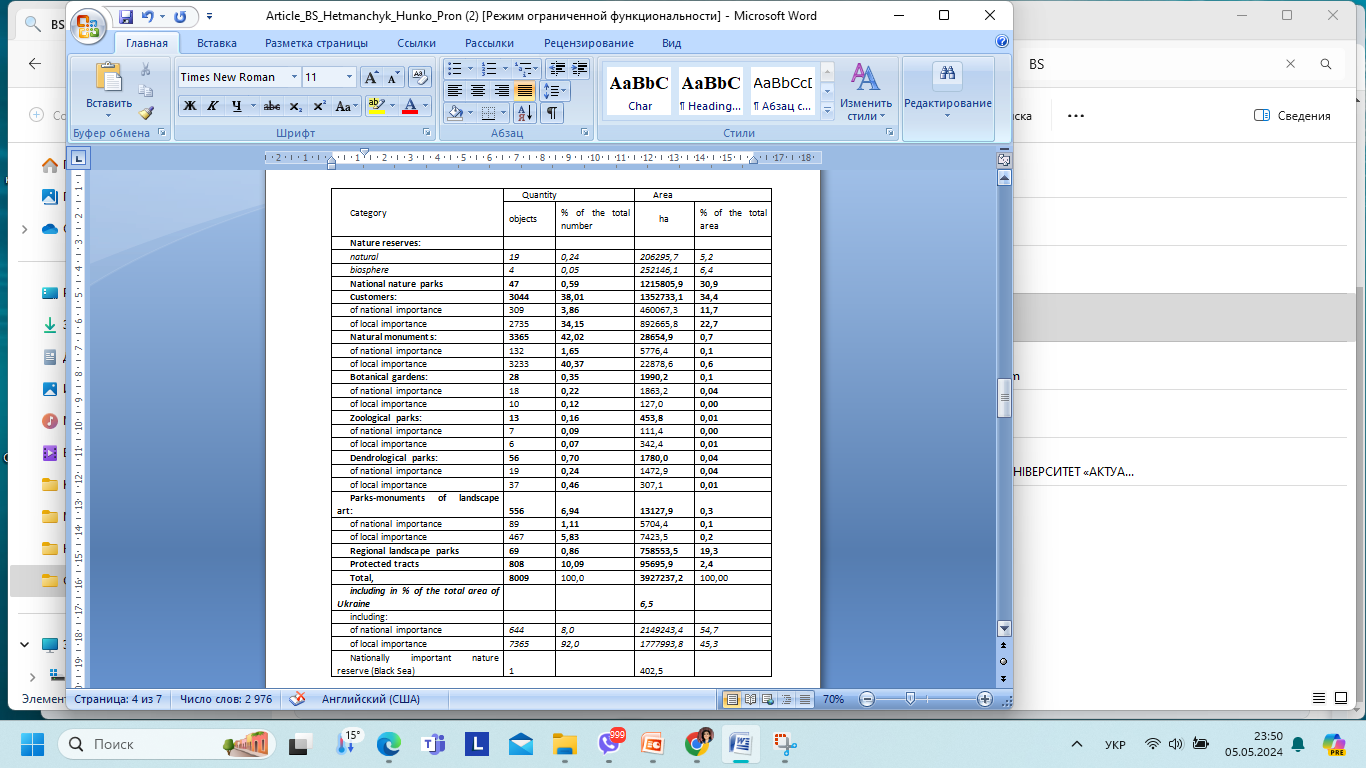 BS
Article_BS_Hetmanchyk_Hunko_Pron (2) [Режим ограниченной функциональности] - Microsoft Word
Главная Вставка Разметка страницы Ссылки Рассылки Рецензирование Вид
BS
Вставить
Буфер обмена
Times New Roman 11
Ж К Ч abc x₂ x² Aa ab A
Шрифт
Абзац
AaBbC AaBbC AaBbCcD
Char ¶ Heading... ¶ Абзац с...
Стили
Изменить стили
Редактирование
Сведения
Category Quantity Area
objects % of the total number ha % of the total area
Nature reserves:
natural 19 0,24 206295,7 5,2
biosphere 4 0,05 252146,1 6,4
National nature parks 47 0,59 1215805,9 30,9
Customers: 3044 38,01 1352733,1 34,4
of national importance 309 3,86 460067,3 11,7
of local importance 2735 34,15 892665,8 22,7
Natural monuments: 3365 42,02 28654,9 0,7
of national importance 132 1,65 5776,4 0,1
of local importance 3233 40,37 22878,6 0,6
Botanical gardens: 28 0,35 1990,2 0,1
of national importance 18 0,22 1863,2 0,04
of local importance 10 0,12 127,0 0,00
Zoological parks: 13 0,16 453,8 0,01
of national importance 7 0,09 111,4 0,00
of local importance 6 0,07 342,4 0,01
Dendrological parks: 56 0,70 1780,0 0,04
of national importance 19 0,24 1472,9 0,04
of local importance 37 0,46 307,1 0,01
Parks-monuments of landscape
art: 556 6,94 13127,9 0,3
of national importance 89 1,11 5704,4 0,1
of local importance 467 5,83 7423,5 0,2
Regional landscape parks 69 0,86 758553,5 19,3
Protected tracts 808 10,09 95695,9 2,4
Total, 8009 100,0 3927237,2 100,00
including in % of the total area of
Ukraine 6,5
including:
of national importance 644 8,0 2149243,4 54,7
of local importance 7365 92,0 1777993,8 45,3
Nationally important nature
reserve (Black Sea) 1 402,5
НІВЕРСИТЕТ «АКТУА...
Элемен
Страница: 4 из 7 Число слов: 2 976 Английский (США) 70%
Поиск 15° 999 УКР 23:50
05.05.2024
PRE